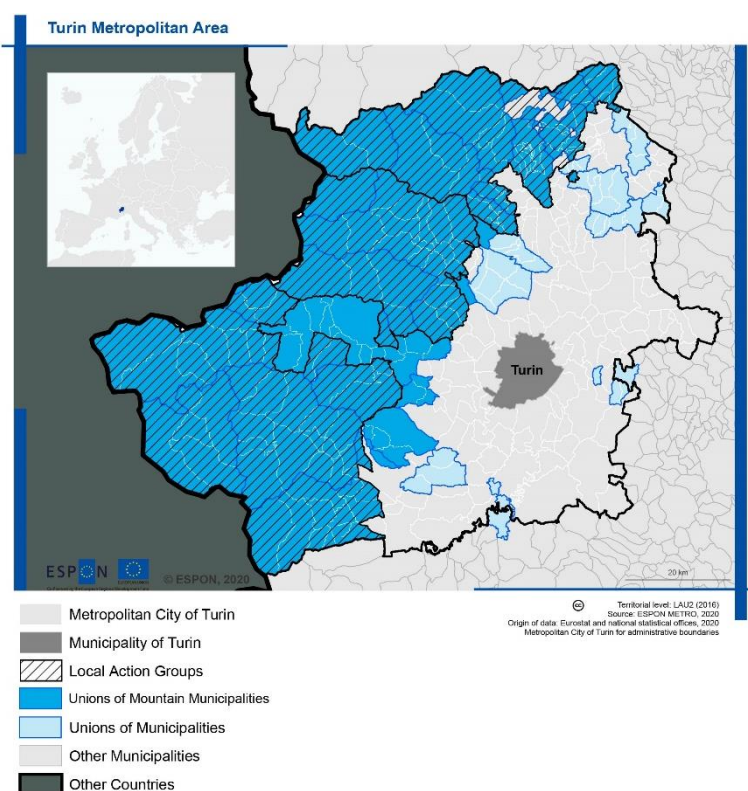 Turin Metropolitan Area
Turin
ESPON
© ESPON, 2020
20 km
Territorial level: LAU2 (2016)
Source: ESPON METRO, 2020
Origin of data: Eurostat and national statistical offices, 2020
Metropolitan City of Turin for administrative boundaries
Metropolitan City of Turin
Municipality of Turin
Local Action Groups
Unions of Mountain Municipalities
Unions of Municipalities
Other Municipalities
Other Countries